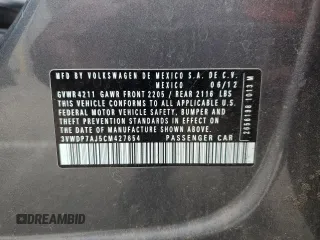 MFD BY VOLKSWAGEN DE MEXICO S.A. DE C.V.
MEXICO 06/12
GVWR 4211 GAWR FRONT 2205 / REAR 2116 LBS
THIS VEHICLE CONFORMS TO ALL APPLICABLE
FEDERAL MOTOR VEHICLE SAFETY, BUMPER AND
THEFT PREVENTION STANDARDS IN EFFECT ON
THE DATE OF MANUFACTURE SHOWN ABOVE.
3VWDP7AJ5CM427654 PASSENGER CAR
1013 M
DREAMBID